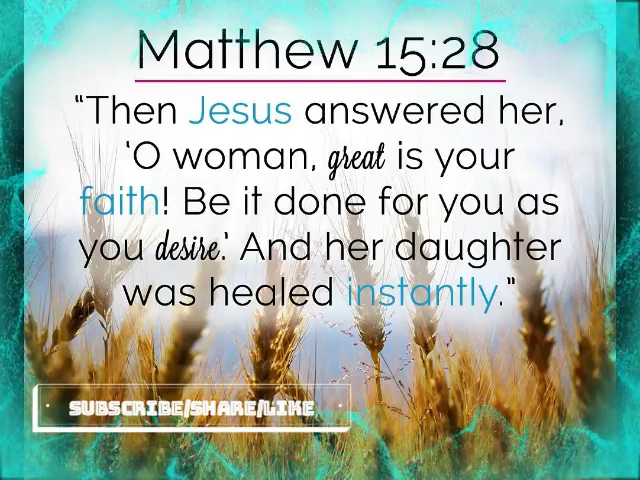 Matthew 15:28
“Then Jesus answered her,
‘O woman, great is your
faith! Be it done for you as
you desire.’ And her daughter
was healed instantly.”
SUBSCRIBE/SHARE/LIKE